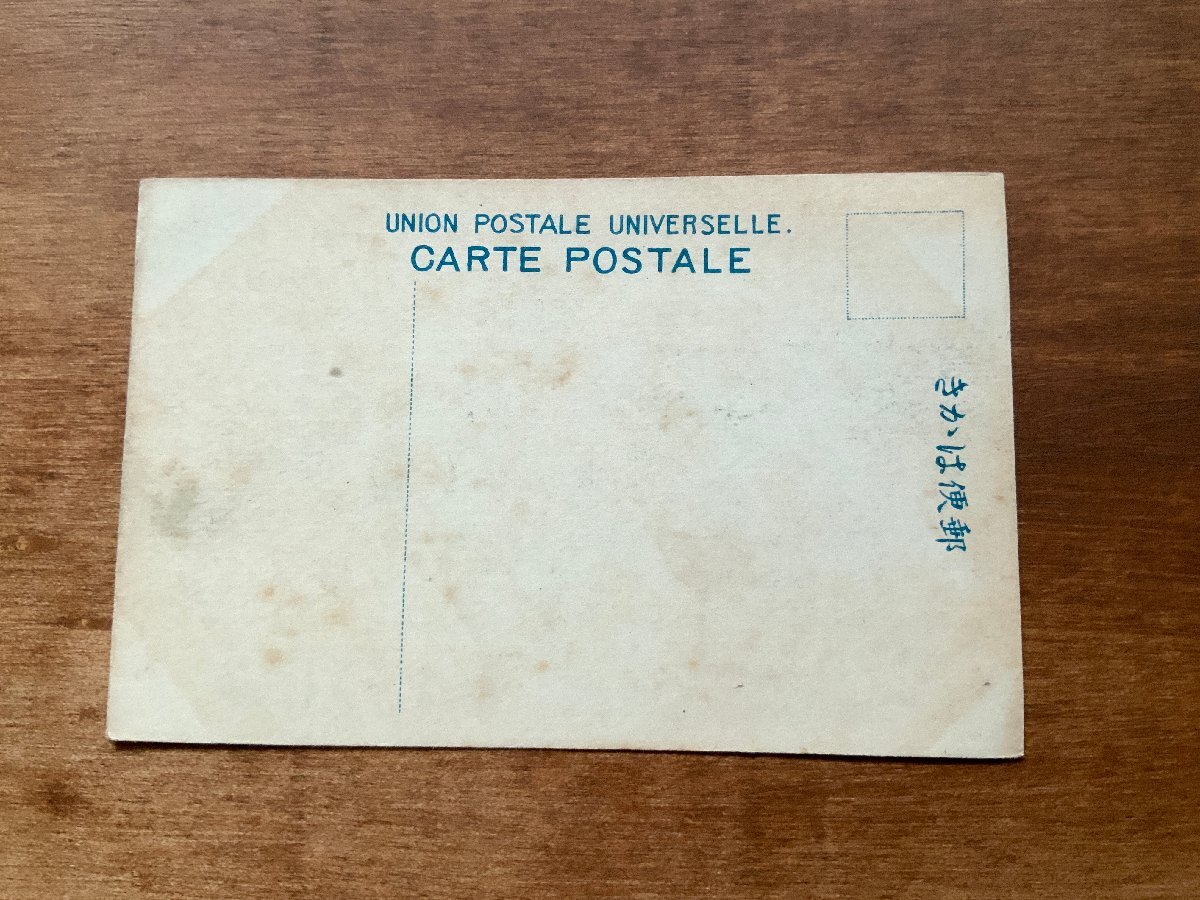 UNION POSTALE UNIVERSELLE.
CARTE POSTALE
きかは便郵